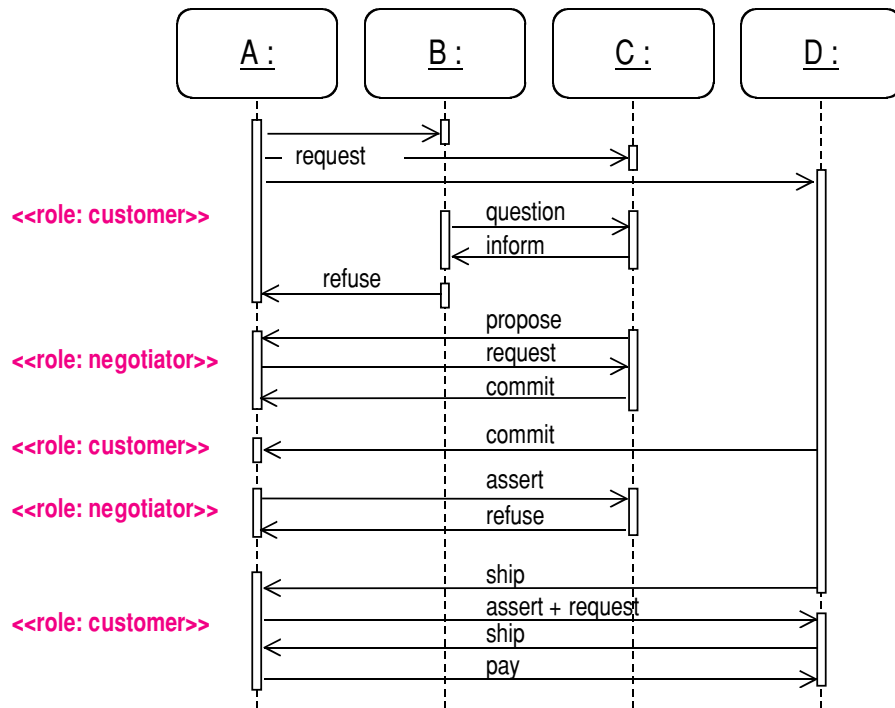 A : B : C : D :
request
<<role: customer>>
question
inform
refuse
propose
<<role: negotiator>>
request
commit
<<role: customer>>
commit
assert
<<role: negotiator>>
refuse
ship
assert + request
<<role: customer>>
ship
pay